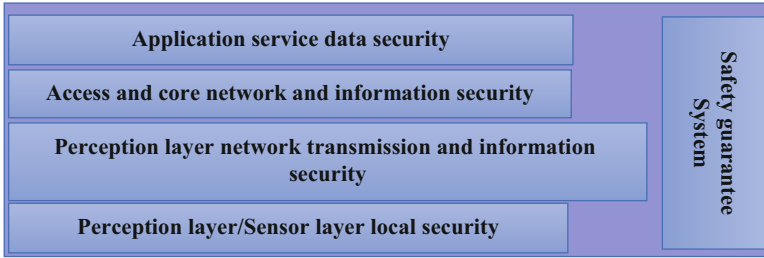 Application service data security
Access and core network and information security
Perception layer network transmission and information
security
Perception layer/Sensor layer local security
Safety guarantee
System